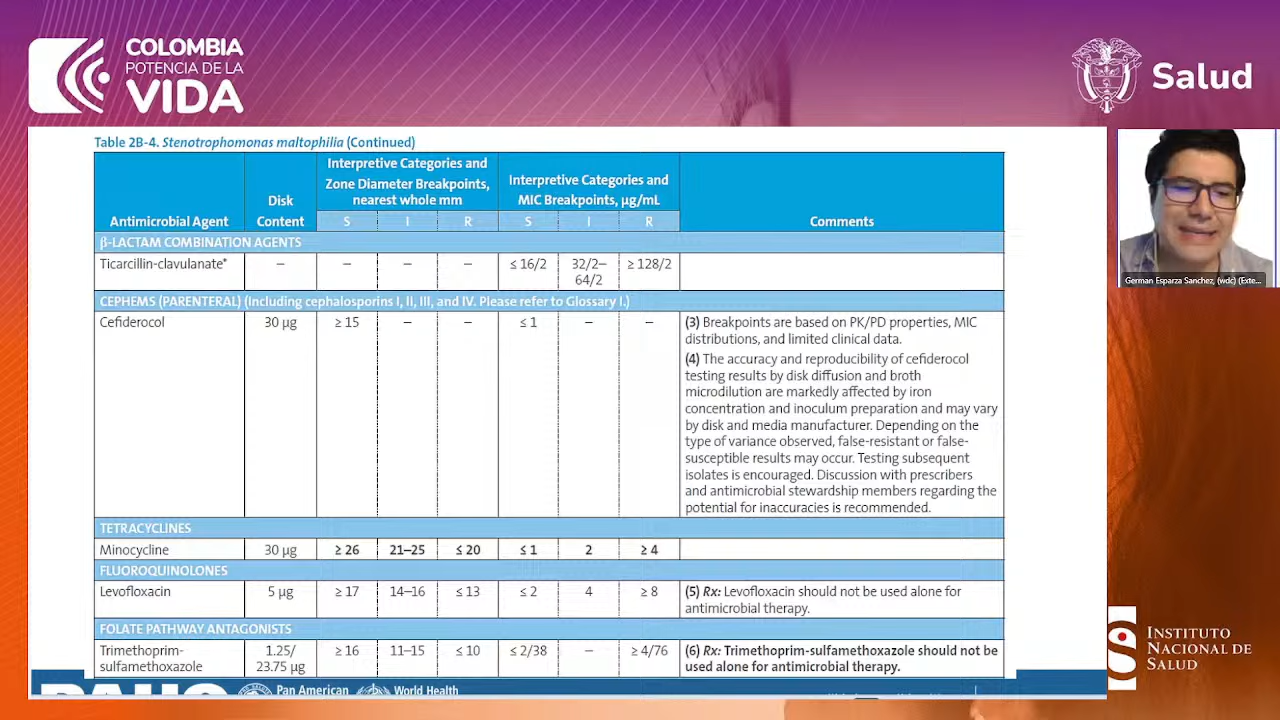 COLOMBIA
POTENCIA DE LA
VIDA
Salud
Table 2B-4. Stenotrophomonas maltophilia (Continued)
Antimicrobial Agent
Disk
Content
Interpretive Categories and
Zone Diameter Breakpoints,
nearest whole mm
S I R
Interpretive Categories and
MIC Breakpoints, µg/mL
S I R
Comments
β-LACTAM COMBINATION AGENTS
Ticarcillin-clavulanate* – – – – ≤ 16/2 32/2– ≥ 128/2
64/2
CEPHEMS (PARENTERAL) (Including cephalosporins I, II, III, and IV. Please refer to Glossary I.)
Cefiderocol 30 µg ≥ 15 – – ≤ 1 – –
(3) Breakpoints are based on PK/PD properties, MIC
distributions, and limited clinical data.
(4) The accuracy and reproducibility of cefiderocol
testing results by disk diffusion and broth
microdilution are markedly affected by iron
concentration and inoculum preparation and may vary
by disk and media manufacturer. Depending on the
type of variance observed, false-resistant or false-
susceptible results may occur. Testing subsequent
isolates is encouraged. Discussion with prescribers
and antimicrobial stewardship members regarding the
potential for inaccuracies is recommended.
TETRACYCLINES
Minocycline 30 µg ≥ 26 21–25 ≤ 20 ≤ 1 2 ≥ 4
FLUOROQUINOLONES
Levofloxacin 5 µg ≥ 17 14–16 ≤ 13 ≤ 2 4 ≥ 8
(5) Rx: Levofloxacin should not be used alone for
antimicrobial therapy.
FOLATE PATHWAY ANTAGONISTS
Trimethoprim-
sulfamethoxazole
1.25/
23.75 µg
≥ 16 11–15 ≤ 10 ≤ 2/38 – ≥ 4/76
(6) Rx: Trimethoprim-sulfamethoxazole should not be
used alone for antimicrobial therapy.
PAHO
Pan American
World Health
German Esparza Sanchez, (wdc) (Exte...
INSTITUTO
NACIONAL DE
SALUD